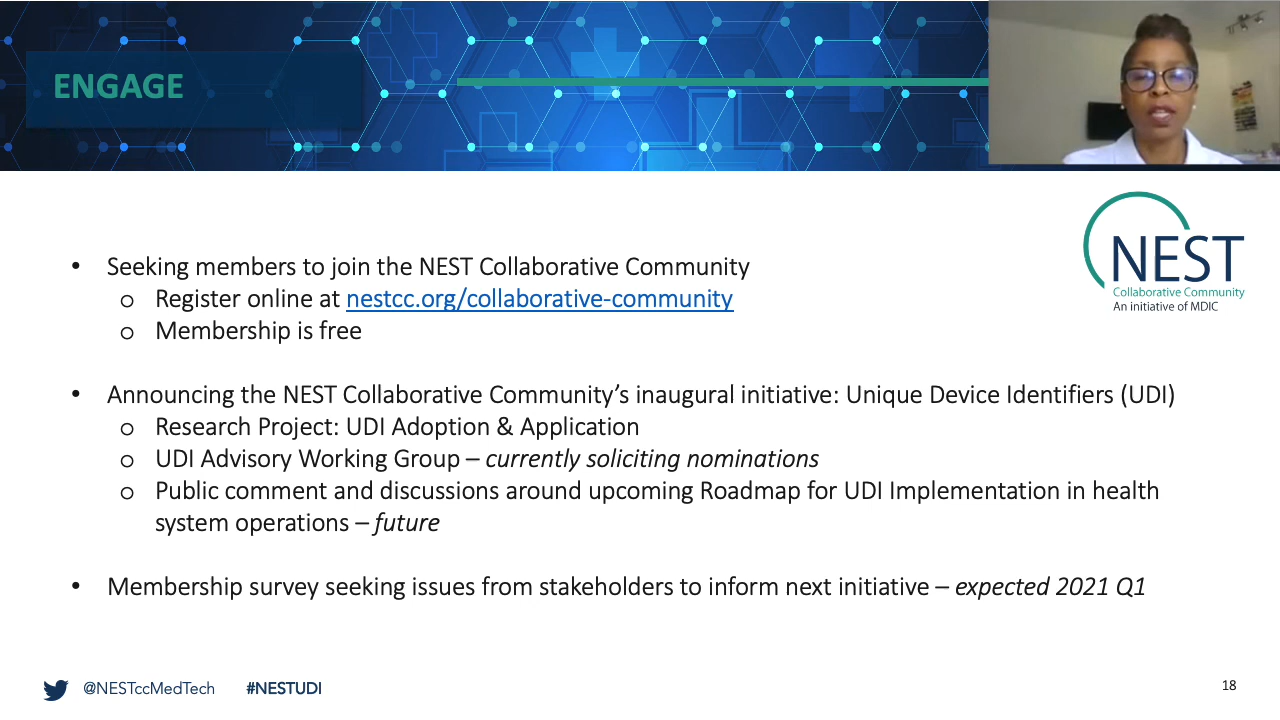 ENGAGE
NEST
Collaborative Community
An initiative of MDIC
• Seeking members to join the NEST Collaborative Community
o Register online at nestcc.org/collaborative-community
o Membership is free
• Announcing the NEST Collaborative Community’s inaugural initiative: Unique Device Identifiers (UDI)
o Research Project: UDI Adoption & Application
o UDI Advisory Working Group – currently soliciting nominations
o Public comment and discussions around upcoming Roadmap for UDI Implementation in health
system operations – future
• Membership survey seeking issues from stakeholders to inform next initiative – expected 2021 Q1
@NESTccMedTech #NESTUDI
18